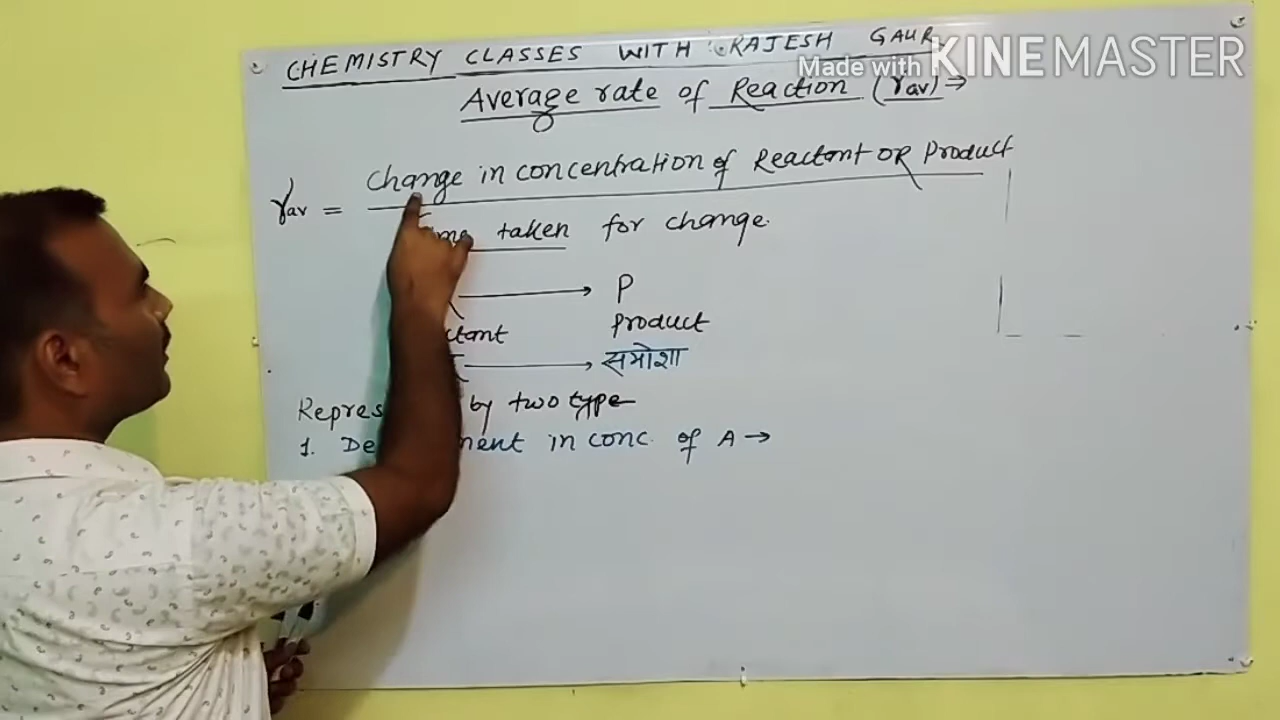 CHEMISTRY CLASSES WITH RAJESH GAUR
Made with KINEMASTER
Average rate of Reaction (rav) →
rav = Change in concentration of Reactant OR Product
taken for change.
→ P
Product
→ समोशा
by two type
1. in conc. of A →